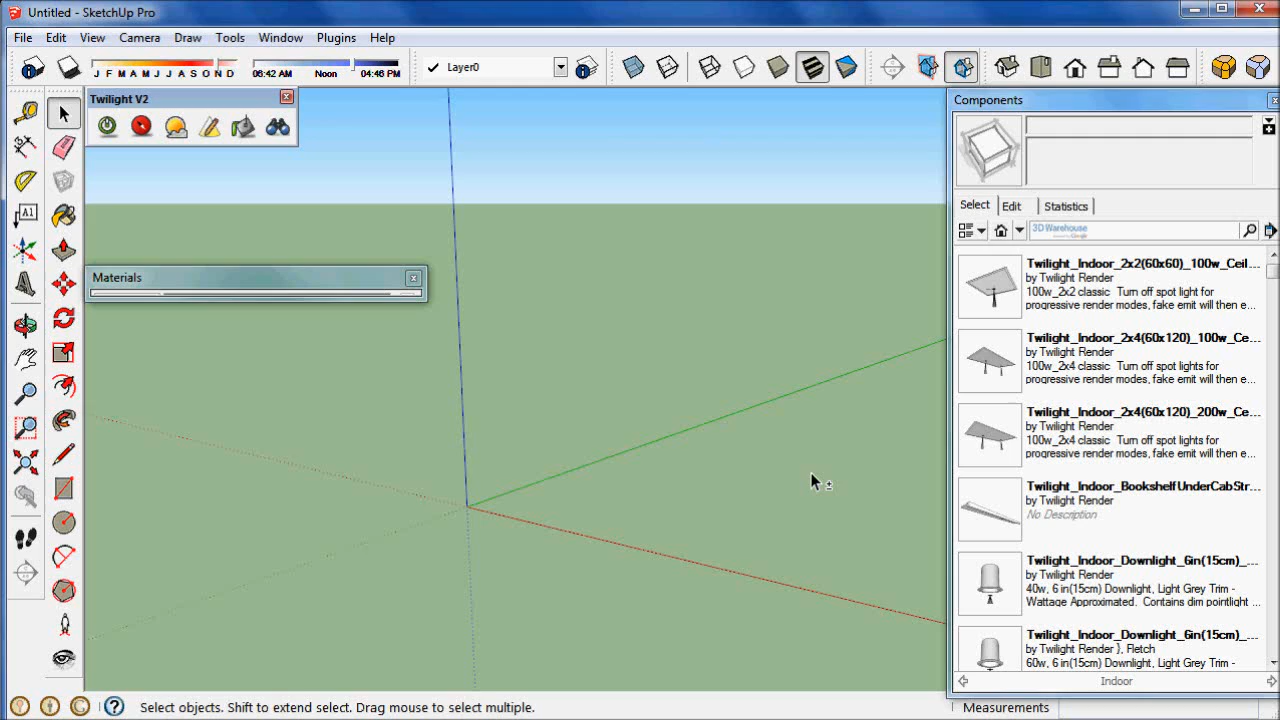 Untitled - SketchUp Pro
File Edit View Camera Draw Tools Window Plugins Help
J F M A M J J A S O N D 06:42 AM Noon 04:46 PM Layer0
Twilight V2
Components
A1
Select Edit Statistics
3D Warehouse
Materials
Twilight_Indoor_2x2(60x60)_100w_Ceil...
by Twilight Render
100w_2x2 classic Turn off spot light for
progressive render modes, fake emit will then e...
Twilight_Indoor_2x4(60x120)_100w_Ce...
by Twilight Render
100w_2x4 classic Turn off spot lights for
progressive render modes, fake emit will then e...
Twilight_Indoor_2x4(60x120)_200w_Ce...
by Twilight Render
100w_2x4 classic Turn off spot lights for
progressive render modes, fake emit will then e...
Twilight_Indoor_BookshelfUnderCabStr...
by Twilight Render
No Description
Twilight_Indoor_Downlight_6in(15cm)_...
by Twilight Render
40w, 6 in(15cm) Downlight, Light Grey Trim -
Wattage Approximated. Contains dim pointlight ...
Twilight_Indoor_Downlight_6in(15cm)_...
by Twilight Render }, Fletch
60w, 6 in(15cm) Downlight, Light Grey Trim -
Indoor
Select objects. Shift to extend select. Drag mouse to select multiple.
Measurements